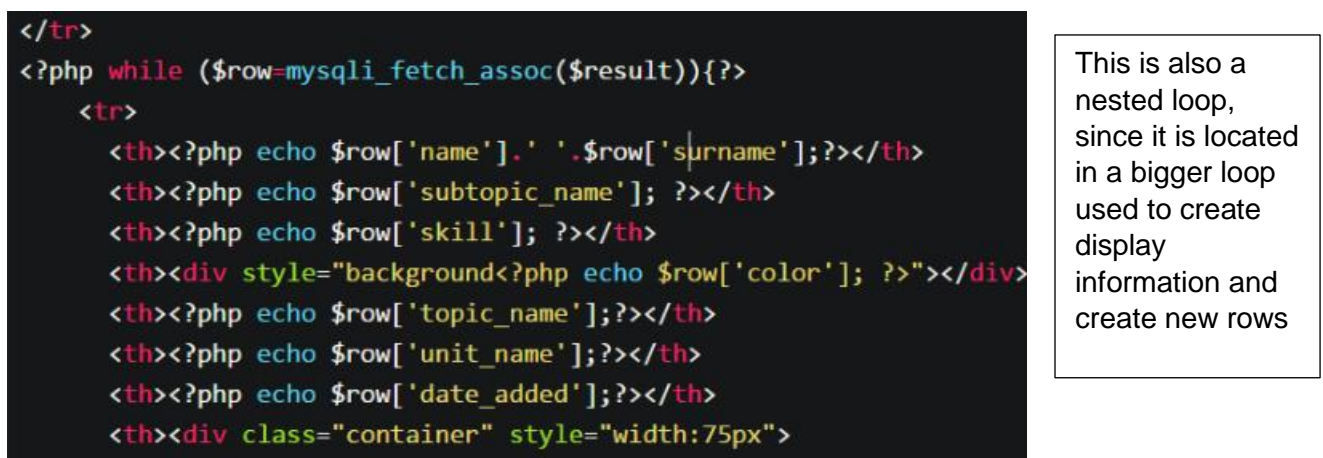 </tr>
<?php while ($row=mysqli_fetch_assoc($result)){?>
<tr>
<th><?php echo $row['name'].' '.$row['surname'];?></th>
<th><?php echo $row['subtopic_name']; ?></th>
<th><?php echo $row['skill']; ?></th>
<th><div style="background<?php echo $row['color']; ?>"></div>
<th><?php echo $row['topic_name'];?></th>
<th><?php echo $row['unit_name'];?></th>
<th><?php echo $row['date_added'];?></th>
<th><div class="container" style="width:75px">
This is also a
nested loop,
since it is located
in a bigger loop
used to create
display
information and
create new rows